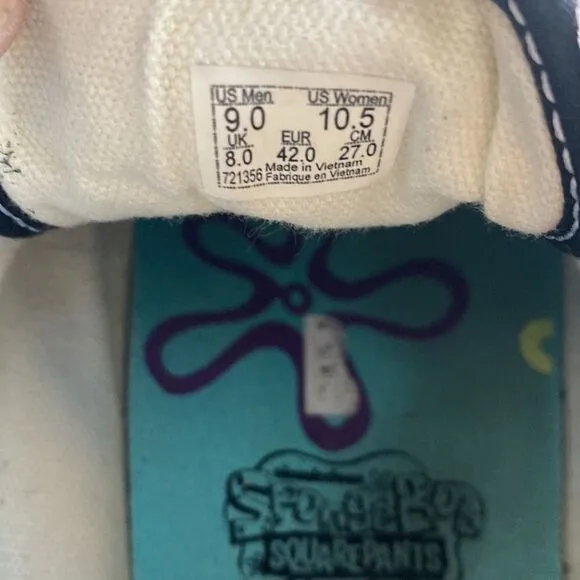 US Men US Women
9.0 10.5
UK EUR CM
8.0 42.0 27.0
721356 Made in Vietnam
Fabrique en Vietnam
SpongeBob
SQUAREPANTS